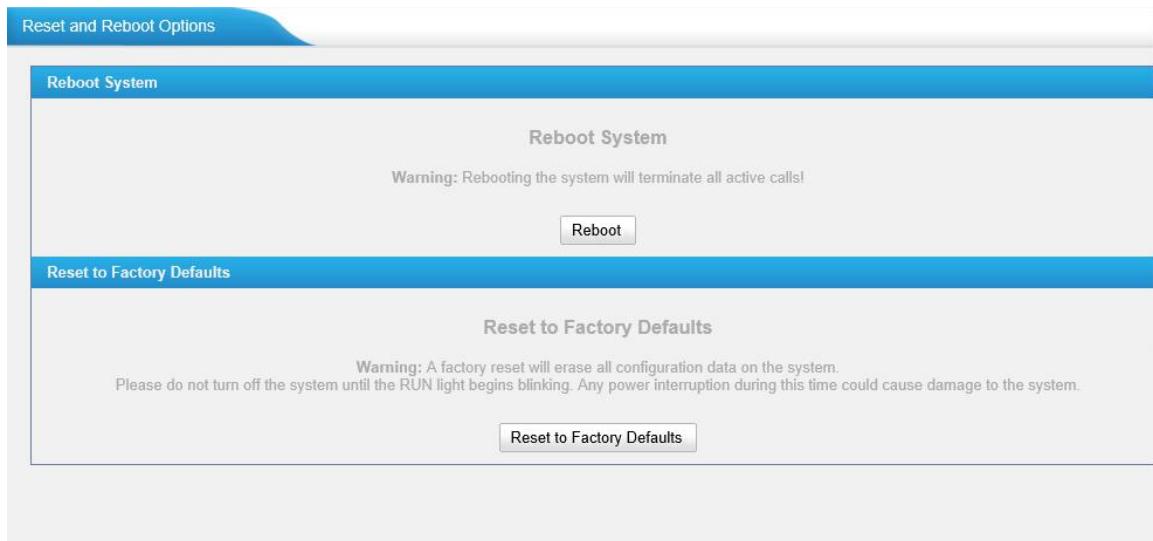 Reset and Reboot Options
Reboot System
Reboot System
Warning: Rebooting the system will terminate all active calls!
Reboot
Reset to Factory Defaults
Reset to Factory Defaults
Warning: A factory reset will erase all configuration data on the system.
Please do not turn off the system until the RUN light begins blinking. Any power interruption during this time could cause damage to the system.
Reset to Factory Defaults